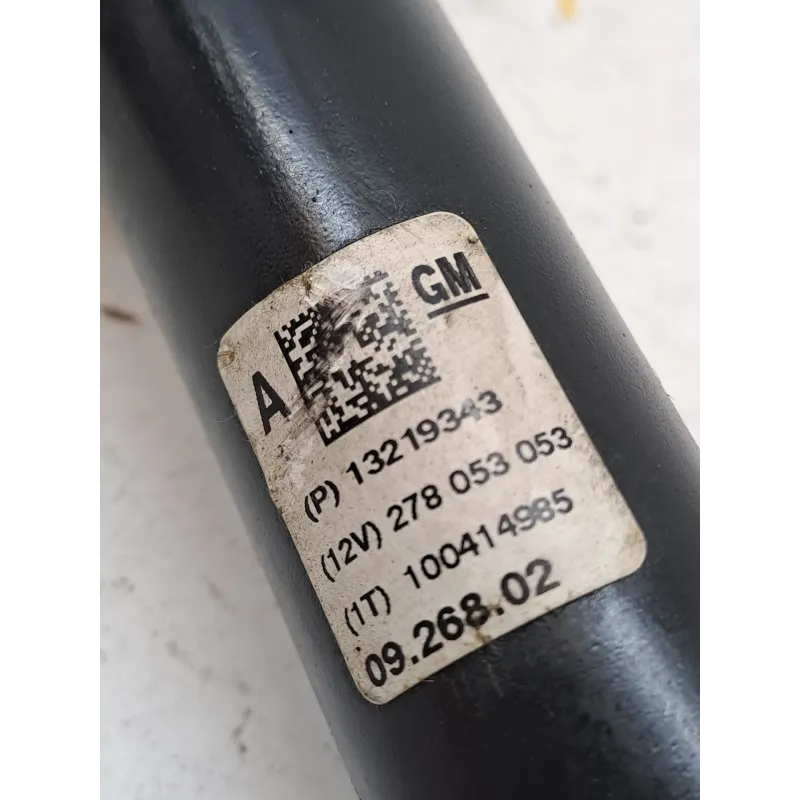 GM
A
(P) 13219343
(12V) 278 053 053
(1T) 100414985
09.268.02